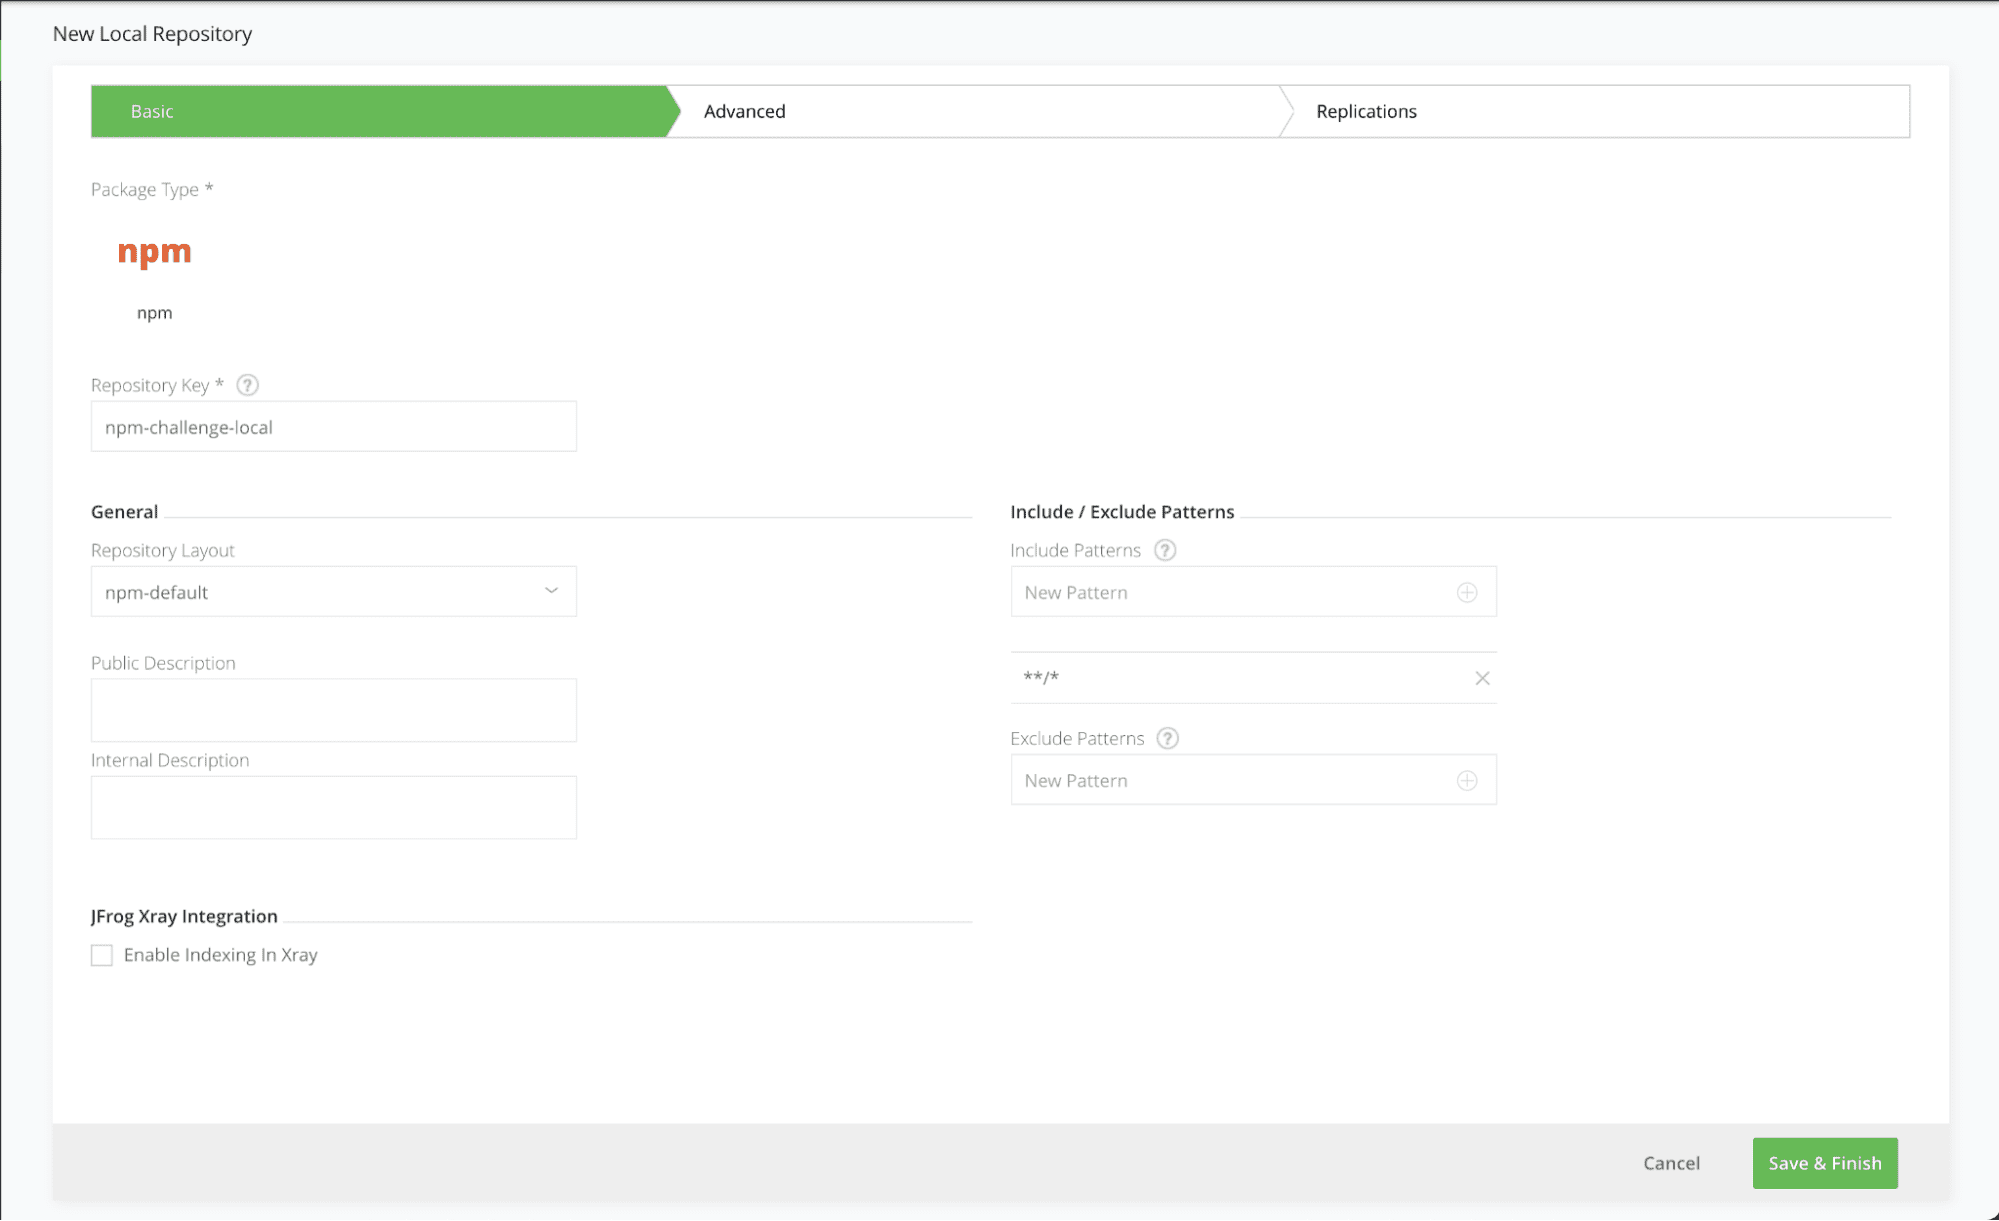 New Local Repository
Basic
Advanced
Replications
Package Type *
npm
npm
Repository Key * ?
npm-challenge-local
General
Repository Layout
npm-default
Public Description
Internal Description
JFrog Xray Integration
Enable Indexing In Xray
Include / Exclude Patterns
Include Patterns ?
New Pattern
**/*
Exclude Patterns ?
New Pattern
Cancel
Save & Finish